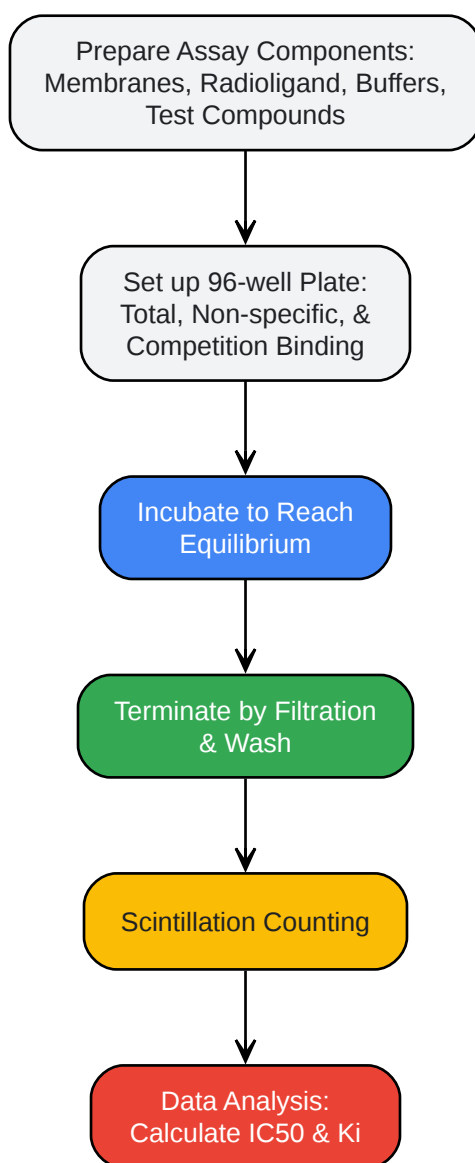 Prepare Assay Components:
Membranes, Radioligand, Buffers,
Test Compounds
Set up 96-well Plate:
Total, Non-specific, &
Competition Binding
Incubate to Reach
Equilibrium
Terminate by Filtration
& Wash
Scintillation Counting
Data Analysis:
Calculate IC50 & Ki